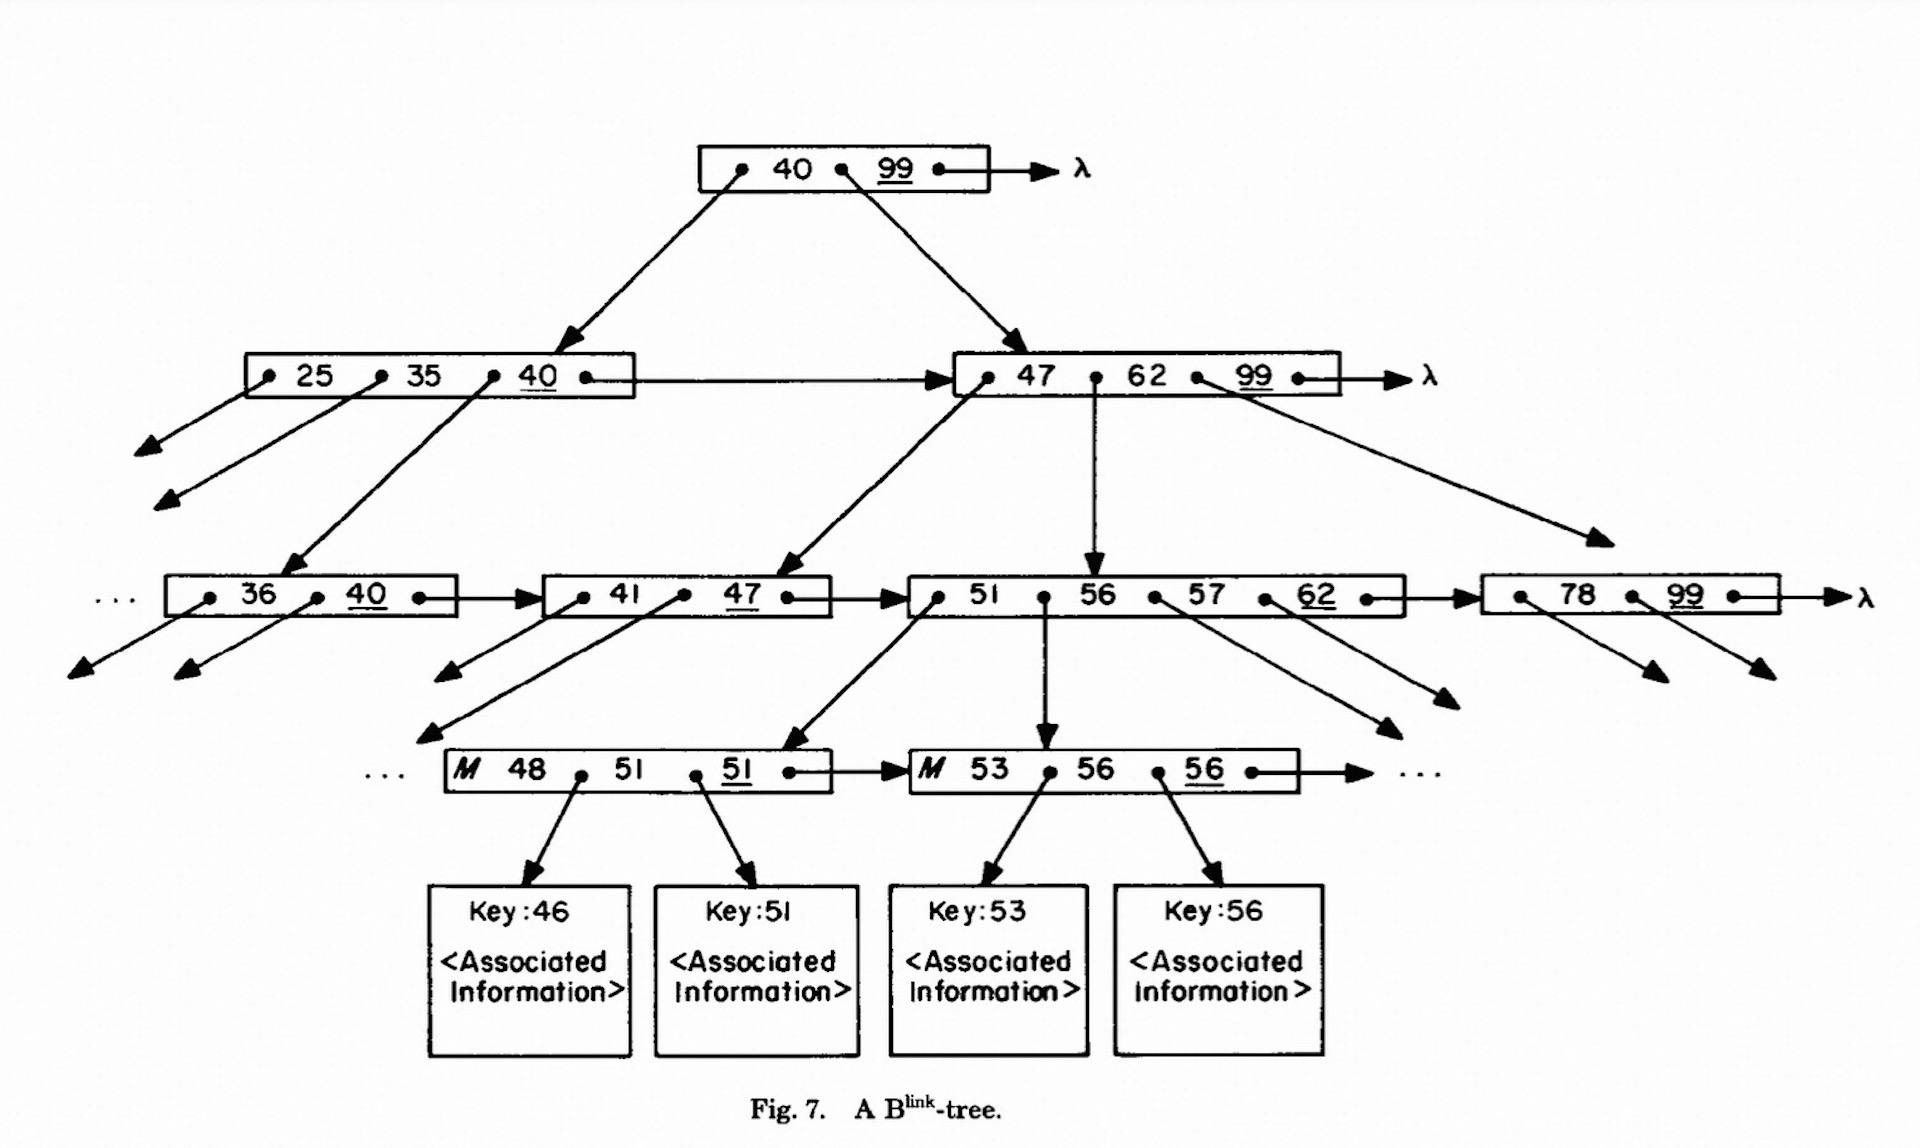 40 99 λ
25 35 40 47 62 99 λ
... 36 40 41 47 51 56 57 62 78 99 λ
... M 48 51 51 M 53 56 56 ...
Key:46 Key:51 Key:53 Key:56
<Associated <Associated <Associated <Associated
Information> Information> Information> Information>
Fig. 7. A Blink-tree.